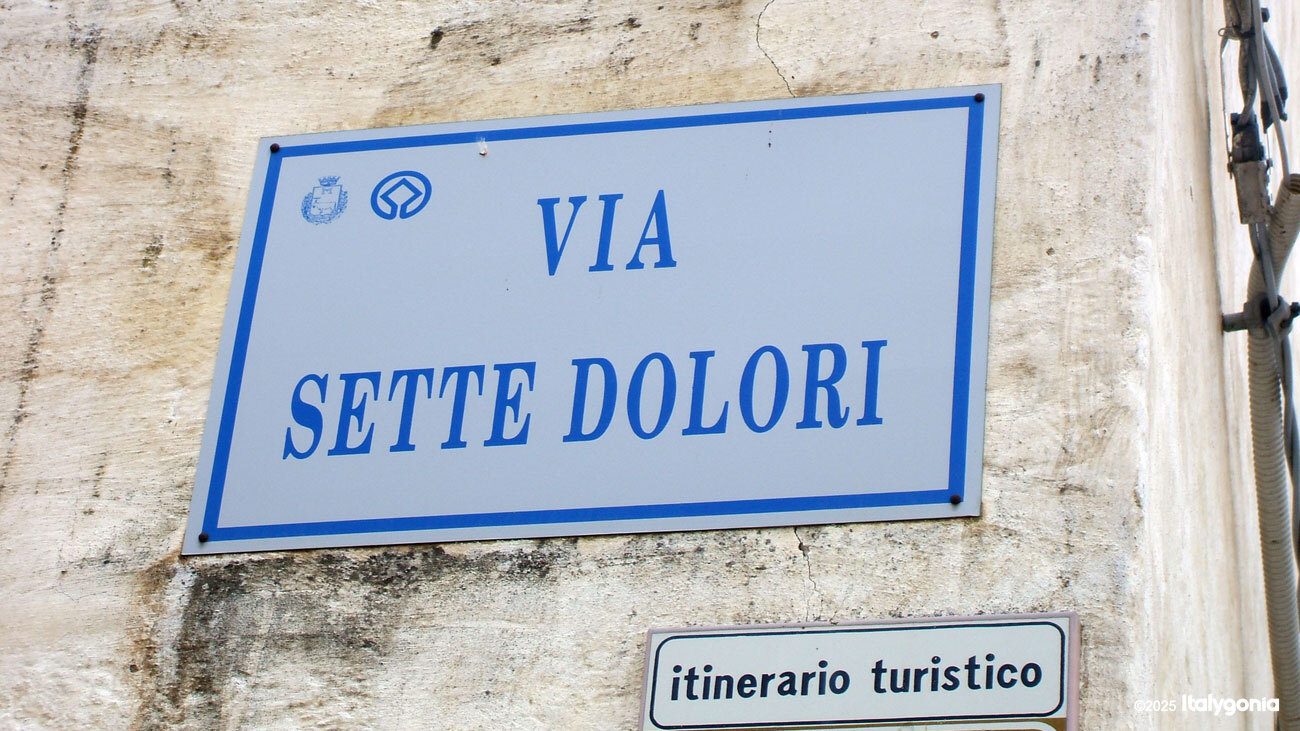 VIA
SETTE DOLORI
itinerario turistico
©2025 Italygonia